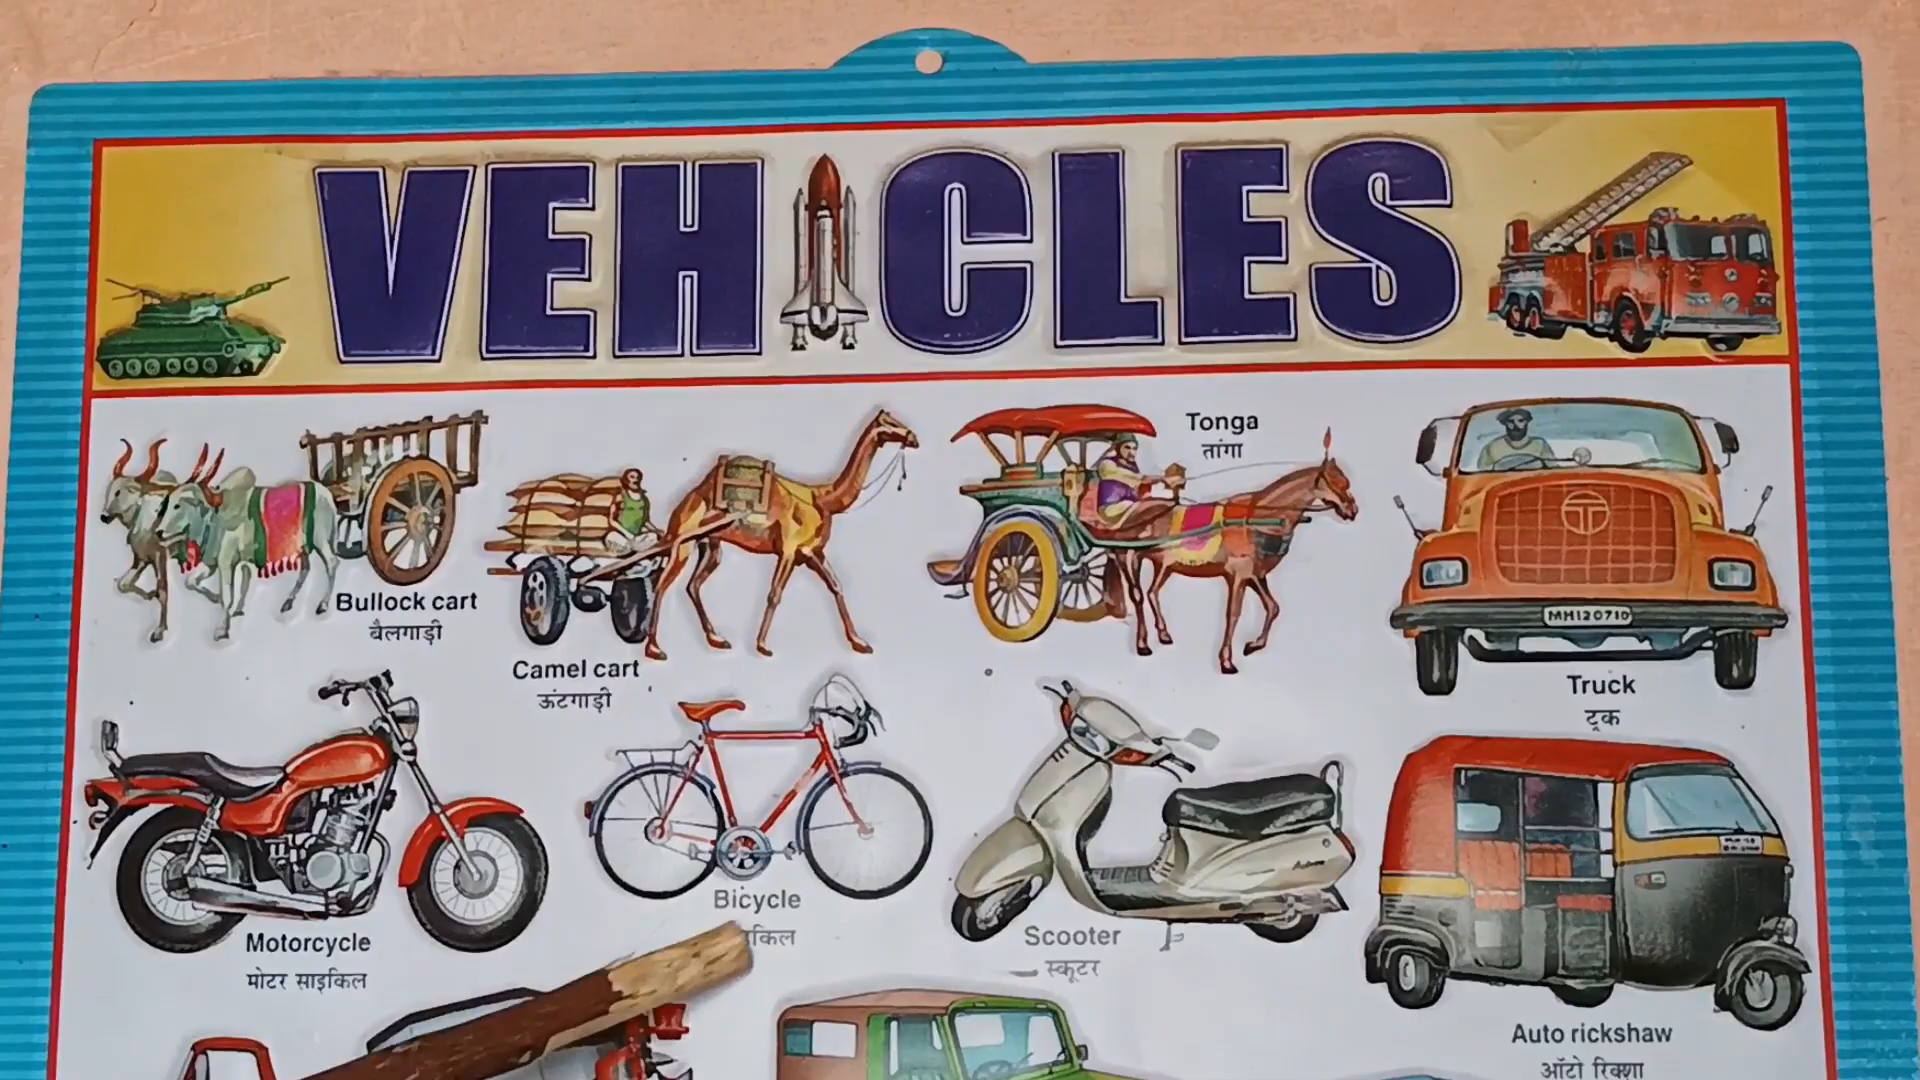 VEHICLES
Tonga
तांगा
MH120710
Bullock cart
बैलगाड़ी
Camel cart
ऊंटगाड़ी
Truck
ट्रक
Bicycle
Motorcycle
मोटर साइकिल
Scooter
स्कूटर
Auto rickshaw
ऑटो रिक्शा